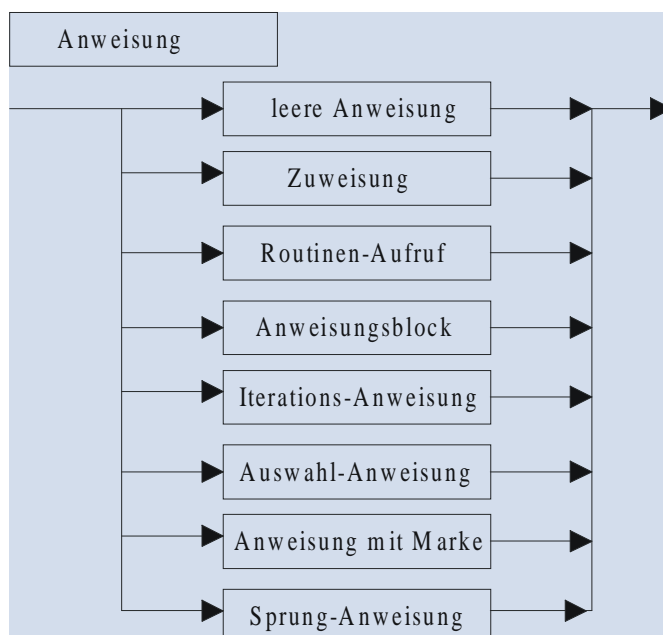 Anweisung
leere Anweisung
Zuweisung
Routinen-Aufruf
Anweisungsblock
Iterations-Anweisung
Auswahl-Anweisung
Anweisung mit Marke
Sprung-Anweisung